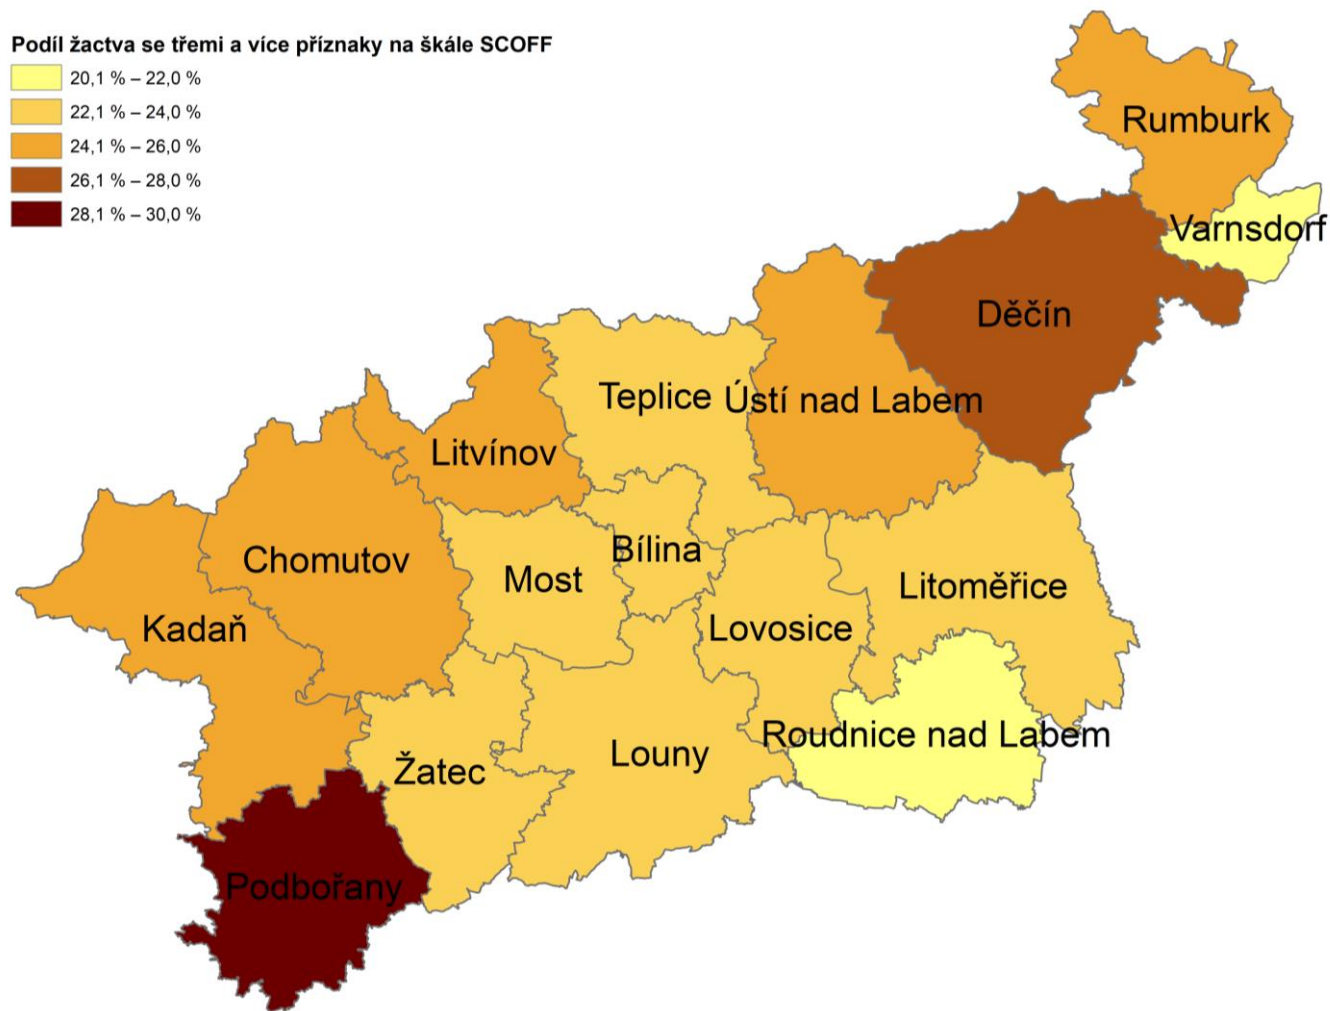 Podíl žactva se třemi a více příznaky na škále SCOFF
20,1 % – 22,0 %
22,1 % – 24,0 %
24,1 % – 26,0 %
26,1 % – 28,0 %
28,1 % – 30,0 %
Rumburk
Varnsdorf
Děčín
Teplice
Ústí nad Labem
Litvínov
Chomutov
Bílina
Most
Litoměřice
Kadaň
Lovosice
Roudnice nad Labem
Louny
Žatec
Podbořany